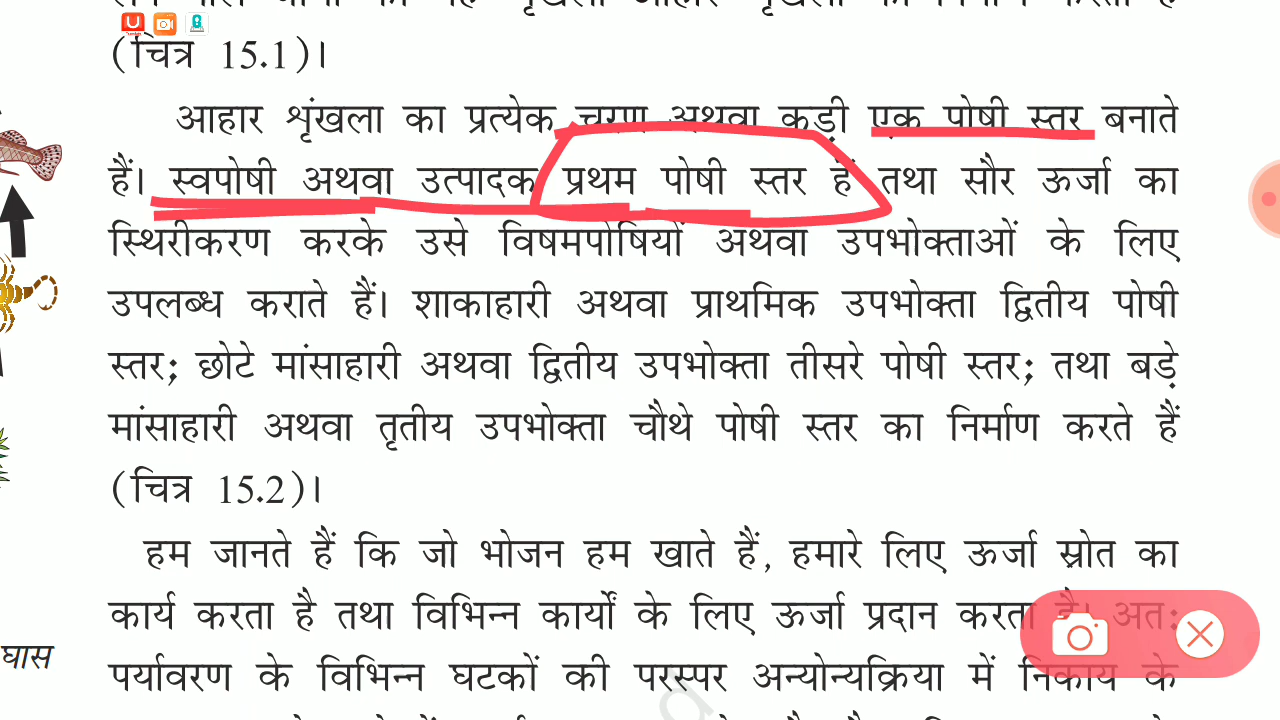 (चित्र 15.1)।
आहार शृंखला का प्रत्येक चरण अथवा कड़ी एक पोषी स्तर बनाते
हैं। स्वपोषी अथवा उत्पादक प्रथम पोषी स्तर हैं तथा सौर ऊर्जा का
स्थिरीकरण करके उसे विषमपोषियों अथवा उपभोक्ताओं के लिए
उपलब्ध कराते हैं। शाकाहारी अथवा प्राथमिक उपभोक्ता द्वितीय पोषी
स्तर; छोटे मांसाहारी अथवा द्वितीय उपभोक्ता तीसरे पोषी स्तर; तथा बड़े
मांसाहारी अथवा तृतीय उपभोक्ता चौथे पोषी स्तर का निर्माण करते हैं
(चित्र 15.2)।
हम जानते हैं कि जो भोजन हम खाते हैं, हमारे लिए ऊर्जा स्रोत का
कार्य करता है तथा विभिन्न कार्यों के लिए ऊर्जा प्रदान करता है। अतः
घास
पर्यावरण के विभिन्न घटकों की परस्पर अन्योन्यक्रिया में निकाय के